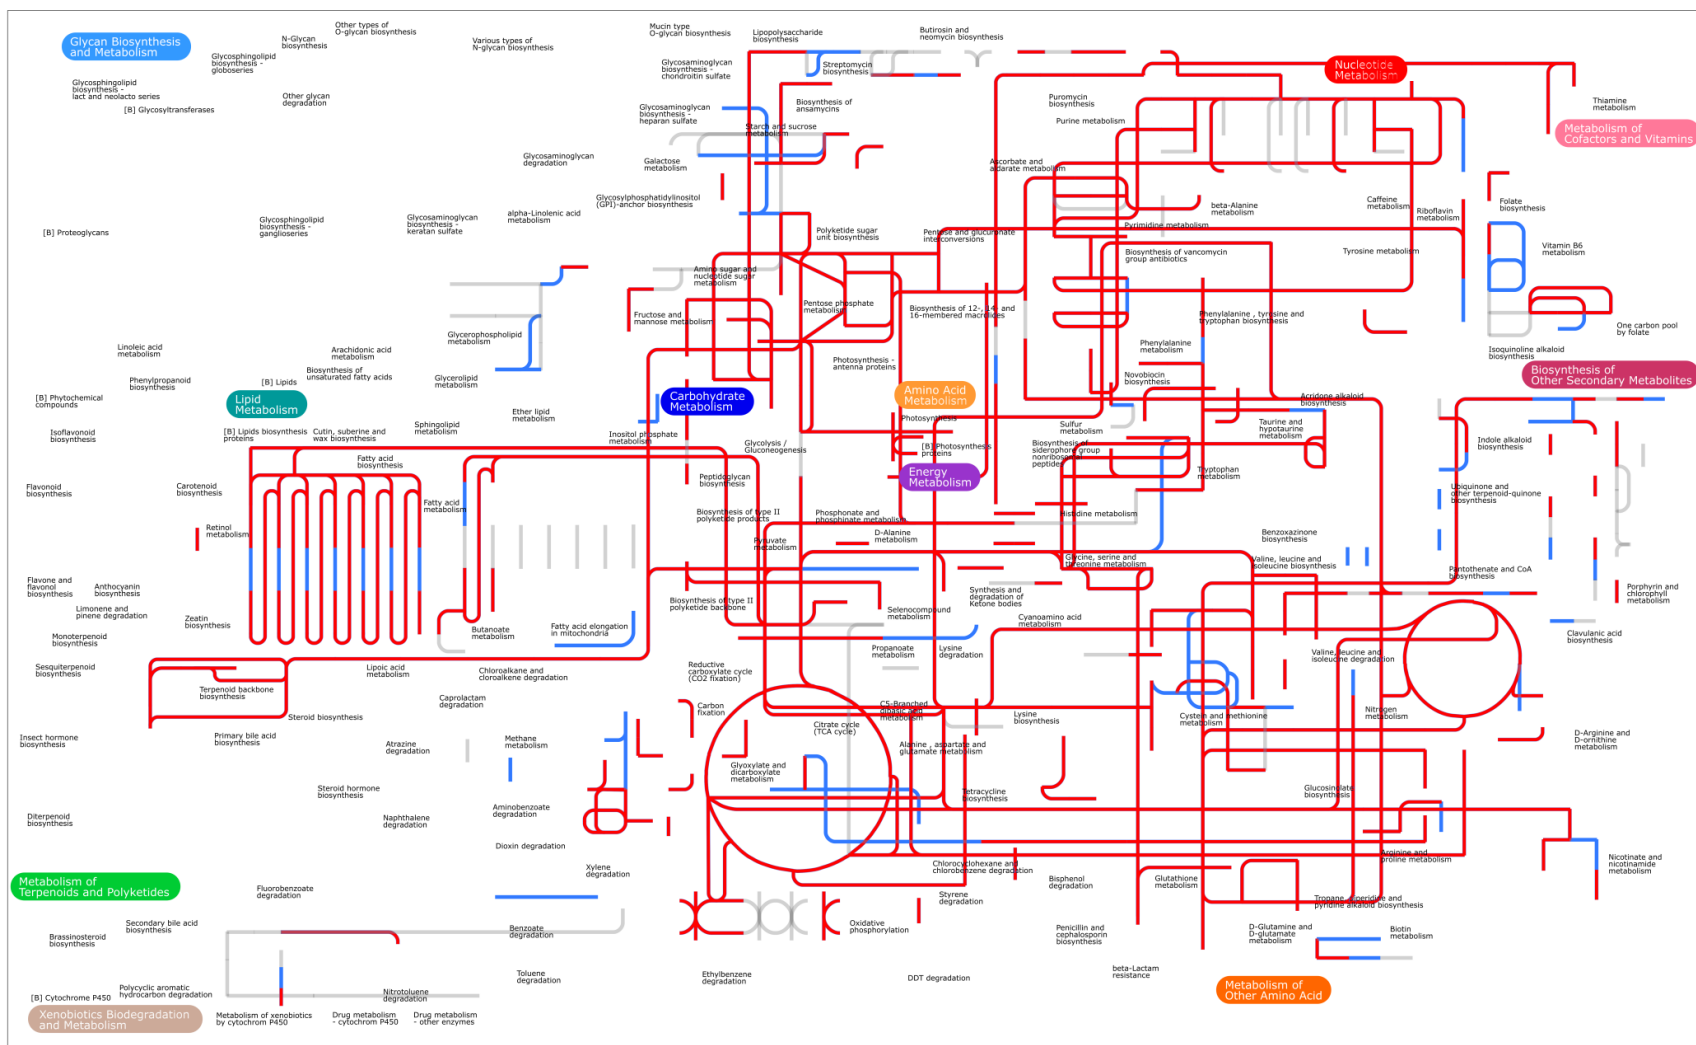 Glycan Biosynthesis
and Metabolism
N-Glycan
biosynthesis
Other types of
O-glycan biosynthesis
Various types of
N-glycan biosynthesis
Mucin type
O-glycan biosynthesis
Lipopolysaccharide
biosynthesis
Butirosin and
neomycin biosynthesis
Glycosphingolipid
biosynthesis -
globoseries
Glycosaminoglycan
biosynthesis -
chondroitin sulfate
Streptomycin
biosynthesis
Nucleotide
Metabolism
Glycosphingolipid
biosynthesis -
lact and neolacto series
Other glycan
degradation
[B] Glycosyltransferases
Glycosaminoglycan
biosynthesis -
heparan sulfate
Biosynthesis of
ansamycins
Puromycin
biosynthesis
Thiamine
metabolism
Starch and sucrose
metabolism
Purine metabolism
Metabolism of
Cofactors and Vitamins
Glycosaminoglycan
degradation
Galactose
metabolism
Ascorbate and
aldarate metabolism
Glycosylphosphatidylinositol
(GPI)-anchor biosynthesis
beta-Alanine
metabolism
Caffeine
metabolism
Riboflavin
metabolism
Folate
biosynthesis
[B] Proteoglycans
Glycosphingolipid
biosynthesis -
ganglioseries
Glycosaminoglycan
biosynthesis -
keratan sulfate
alpha-Linolenic acid
metabolism
Polyketide sugar
unit biosynthesis
Pentose and glucuronate
interconversions
Pyrimidine metabolism
Biosynthesis of vancomycin
group antibiotics
Tyrosine metabolism
Vitamin B6
metabolism
Amino sugar and
nucleotide sugar
metabolism
Pentose phosphate
metabolism
Biosynthesis of 12-, 14- and
16-membered macrolides
Phenylalanine , tyrosine and
tryptophan biosynthesis
Fructose and
mannose metabolism
One carbon pool
by folate
Glycerophospholipid
metabolism
Linoleic acid
metabolism
Arachidonic acid
metabolism
Phenylalanine
metabolism
Isoquinoline alkaloid
biosynthesis
Photosynthesis -
antenna proteins
Phenylpropanoid
biosynthesis
[B] Lipids
Biosynthesis of
unsaturated fatty acids
Glycerolipid
metabolism
Novobiocin
biosynthesis
Biosynthesis of
Other Secondary Metabolites
[B] Phytochemical
compounds
Lipid
Metabolism
Carbohydrate
Metabolism
Amino Acid
Metabolism
Acridone alkaloid
biosynthesis
Ether lipid
metabolism
Photosynthesis
Sulfur
metabolism
Taurine and
hypotaurine
metabolism
Isoflavonoid
biosynthesis
[B] Lipids biosynthesis
proteins
Cutin, suberine and
wax biosynthesis
Sphingolipid
metabolism
Inositol phosphate
metabolism
Glycolysis /
Gluconeogenesis
[B] Photosynthesis
proteins
Biosynthesis of
siderophore group
nonribosomal
peptides
Indole alkaloid
biosynthesis
Fatty acid
biosynthesis
Energy
Metabolism
Tryptophan
metabolism
Flavonoid
biosynthesis
Carotenoid
biosynthesis
Fatty acid
metabolism
Peptidoglycan
biosynthesis
Ubiquinone and
other terpenoid-quinone
biosynthesis
Biosynthesis of type II
polyketide products
Phosphonate and
phosphinate metabolism
Histidine metabolism
Retinol
metabolism
Pyruvate
metabolism
D-Alanine
metabolism
Benzoxazinone
biosynthesis
Glycine, serine and
threonine metabolism
Valine, leucine and
isoleucine biosynthesis
Pantothenate and CoA
biosynthesis
Flavone and
flavonol
biosynthesis
Anthocyanin
biosynthesis
Limonene and
pinene degradation
Zeatin
biosynthesis
Butanoate
metabolism
Fatty acid elongation
in mitochondria
Biosynthesis of type II
polyketide backbone
Selenocompound
metabolism
Synthesis and
degradation of
Ketone bodies
Cyanoamino acid
metabolism
Porphyrin and
chlorophyll
metabolism
Monoterpenoid
biosynthesis
Clavulanic acid
biosynthesis
Sesquiterpenoid
biosynthesis
Lipoic acid
metabolism
Chloroalkane and
cloroalkene degradation
Reductive
carboxylate cycle
(CO2 fixation)
Propanoate
metabolism
Lysine
degradation
Valine, leucine and
isoleucine degradation
Terpenoid backbone
biosynthesis
Caprolactam
degradation
Steroid biosynthesis
Carbon
fixation
Citrate cycle
(TCA cycle)
C5-Branched
dibasic acid
metabolism
Lysine
biosynthesis
Cystein and methionine
metabolism
Nitrogen
metabolism
Insect hormone
biosynthesis
Primary bile acid
biosynthesis
Atrazine
degradation
Methane
metabolism
Alanine , aspartate and
glutamate metabolism
D-Arginine and
D-ornithine
metabolism
Glyoxylate and
dicarboxylate
metabolism
Steroid hormone
biosynthesis
Tetracycline
biosynthesis
Glucosinolate
biosynthesis
Diterpenoid
biosynthesis
Naphthalene
degradation
Aminobenzoate
degradation
Dioxin degradation
Arginine and
proline metabolism
Xylene
degradation
Chlorocyclohexane and
chlorobenzene degradation
Nicotinate and
nicotinamide
metabolism
Metabolism of
Terpenoids and Polyketides
Fluorobenzoate
degradation
Styrene
degradation
Bisphenol
degradation
Glutathione
metabolism
Tropane, piperidine and
pyridine alkaloid biosynthesis
Brassinosteroid
biosynthesis
Secondary bile acid
biosynthesis
Benzoate
degradation
Oxidative
phosphorylation
Penicillin and
cephalosporin
biosynthesis
D-Glutamine and
D-glutamate
metabolism
Biotin
metabolism
Toluene
degradation
Ethylbenzene
degradation
DDT degradation
beta-Lactam
resistance
Metabolism of
Other Amino Acid
[B] Cytochrome P450
Polycyclic aromatic
hydrocarbon degradation
Nitrotoluene
degradation
Xenobiotics Biodegradation
and Metabolism
Metabolism of xenobiotics
by cytochrom P450
Drug metabolism
- cytochrom P450
Drug metabolism
- other enzymes